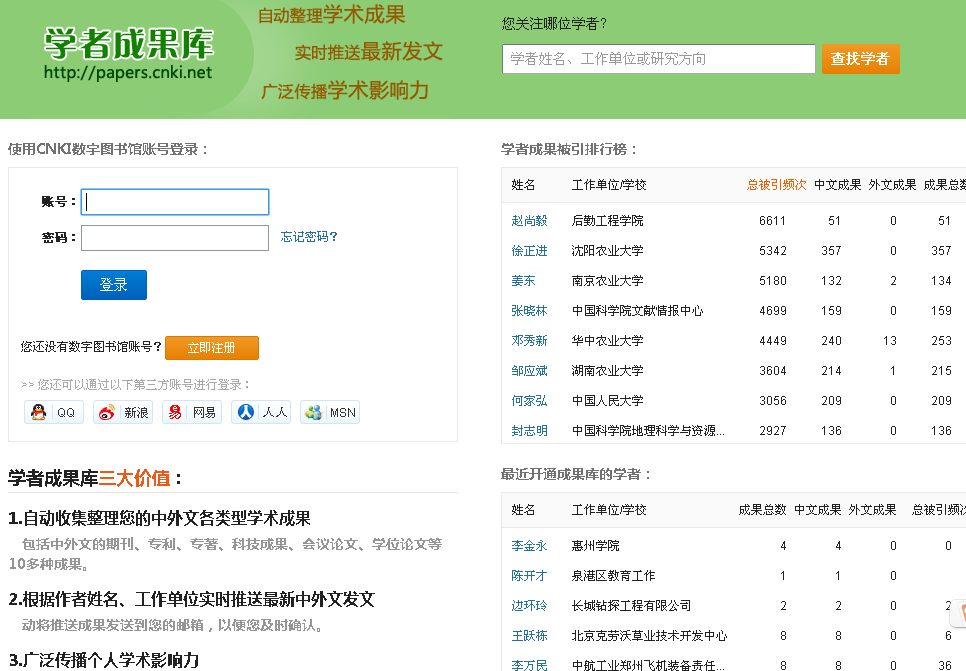 学者成果库
http://papers.cnki.net
自动整理学术成果
实时推送最新发文
广泛传播学术影响力
您关注哪位学者?
学者姓名、工作单位或研究方向
查找学者
使用CNKI数字图书馆账号登录：
账号：
密码：
忘记密码?
登录
您还没有数字图书馆账号? 立即注册
>> 您还可以通过以下第三方账号进行登录：
QQ 新浪 网易 人人 MSN
学者成果库三大价值：
1.自动收集整理您的中外文各类型学术成果
包括中外文的期刊、专利、专著、科技成果、会议论文、学位论文等
10多种成果。
2.根据作者姓名、工作单位实时推送最新中外文发文
动将推送成果发送到您的邮箱，以便您及时确认。
3.广泛传播个人学术影响力
学者成果被引排行榜：
姓名 工作单位/学校 总被引频次 中文成果 外文成果 成果总数
赵尚毅 后勤工程学院 6611 51 0 51
徐正进 沈阳农业大学 5342 357 0 357
姜东 南京农业大学 5180 132 2 134
张晓林 中国科学院文献情报中心 4699 159 0 159
邓秀新 华中农业大学 4449 240 13 253
邹应斌 湖南农业大学 3604 214 1 215
何家弘 中国人民大学 3056 209 0 209
封志明 中国科学院地理科学与资源... 2927 136 0 136
最近开通成果库的学者：
姓名 工作单位/学校 成果总数 中文成果 外文成果 总被引频次
李金永 惠州学院 4 4 0 0
陈开才 泉港区教育工作 1 1 0
边环玲 长城钻探工程有限公司 2 2 0 2
王跃栋 北京克劳沃草业技术开发中心 8 8 0 6
李万民 中航工业郑州飞机装备责任... 8 8 0 36